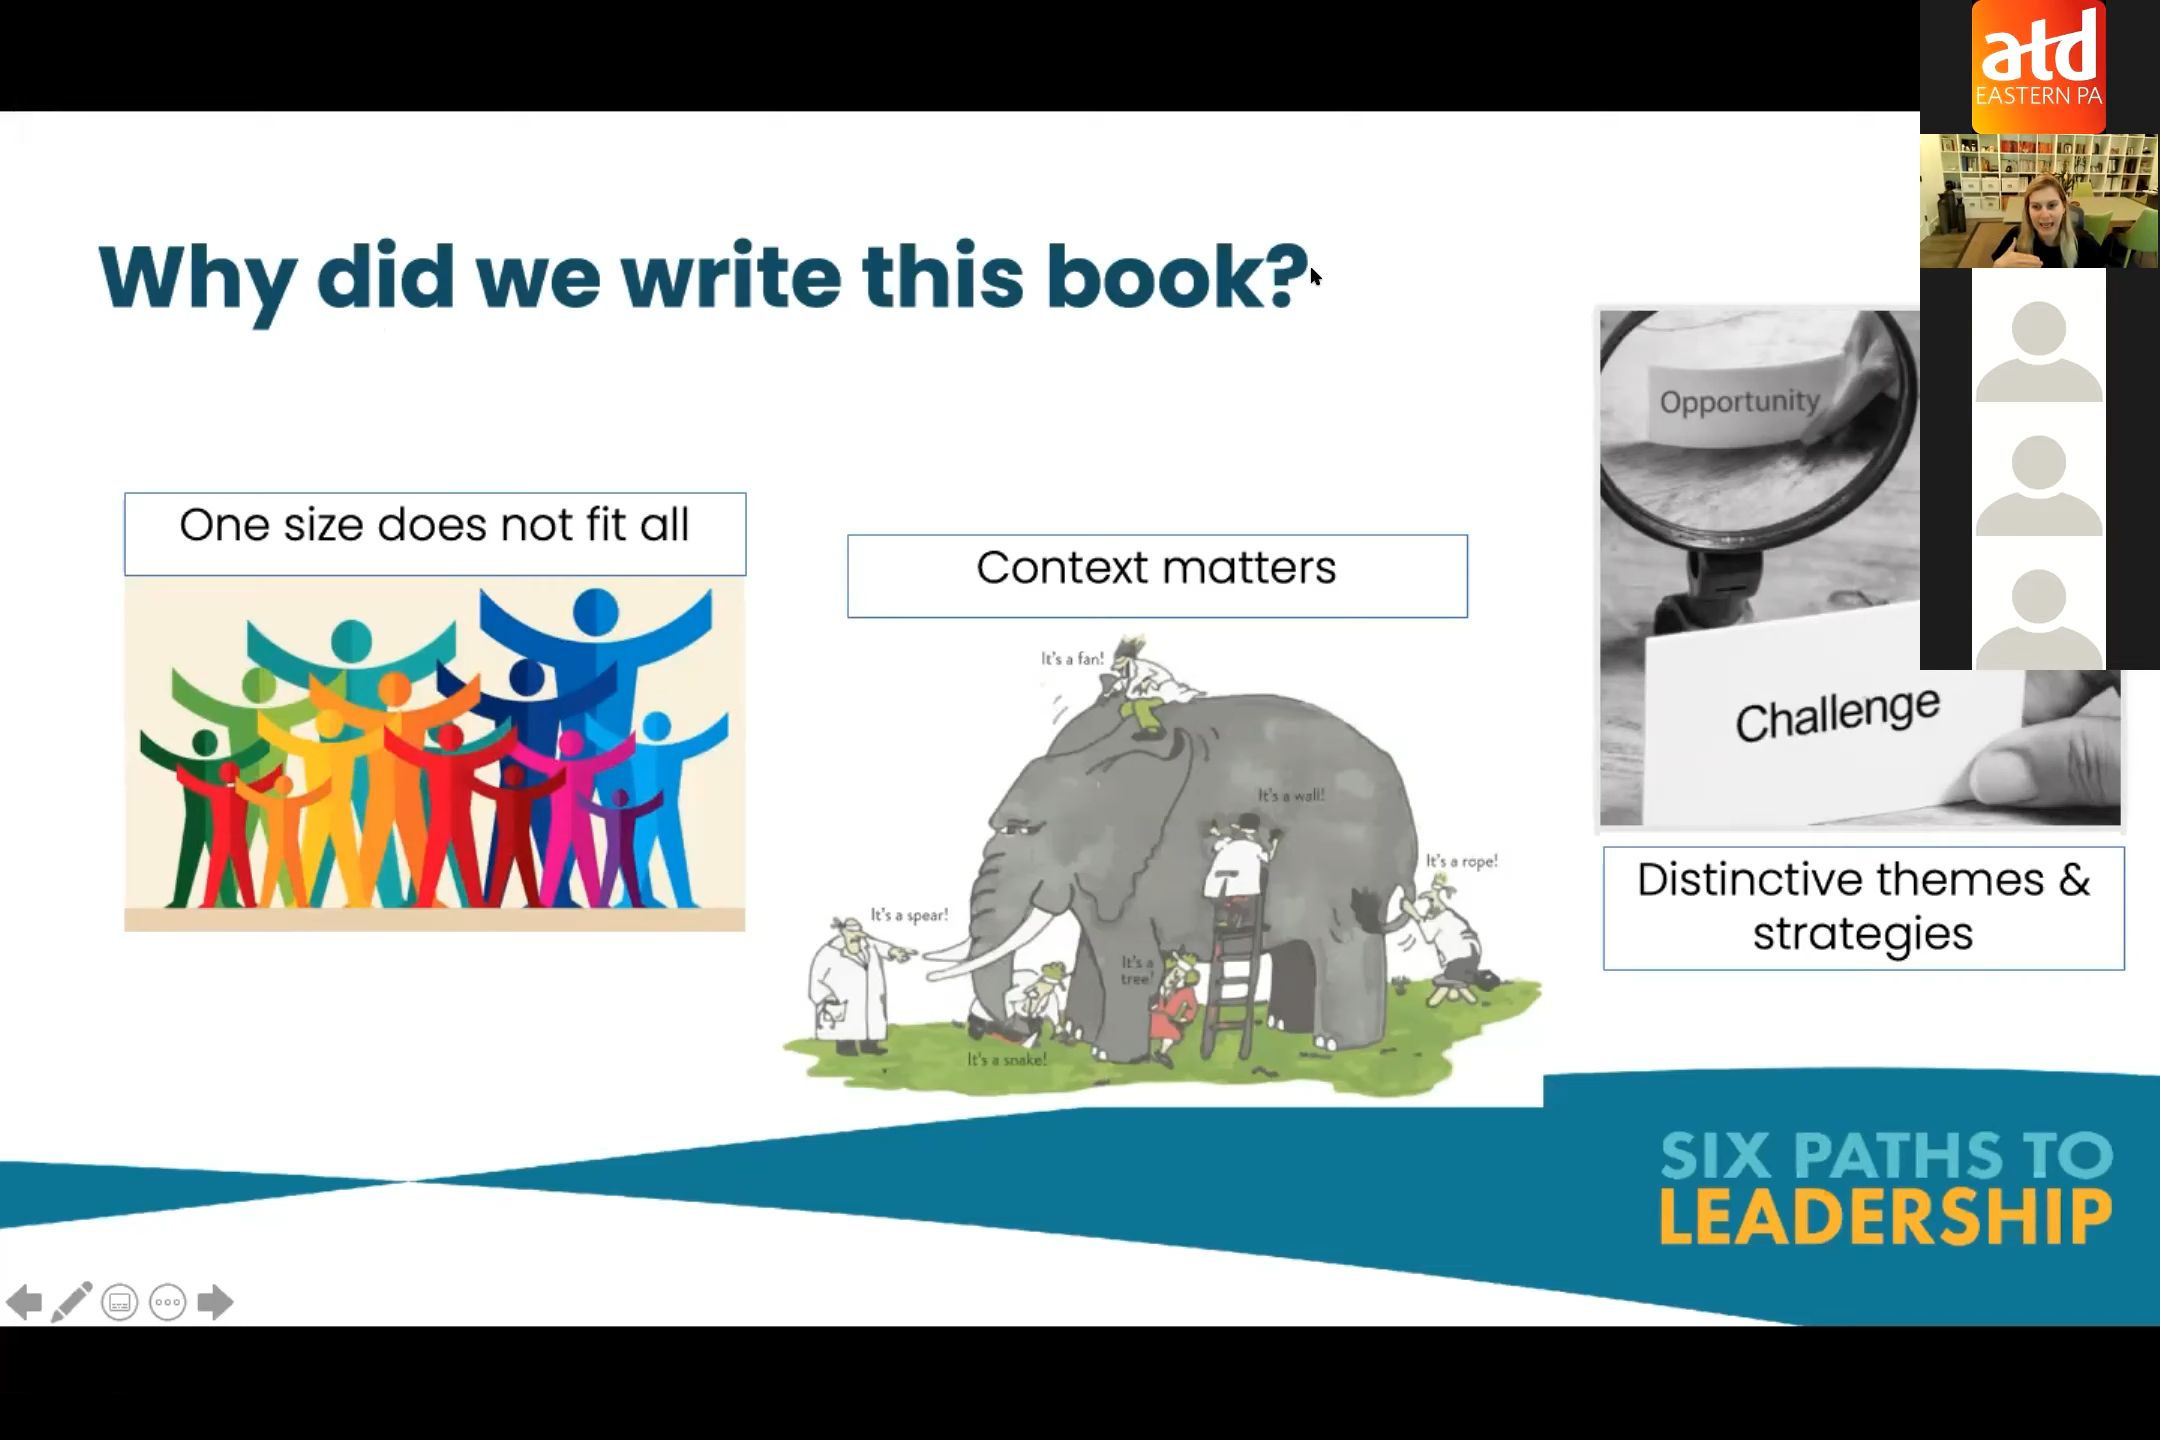 atd
EASTERN PA
Why did we write this book?
One size does not fit all
Context matters
It's a fan!
It's a wall!
It's a rope!
It's a spear!
It's a
tree!
It's a snake!
Opportunity
Challenge
Distinctive themes &
strategies
SIX PATHS TO
LEADERSHIP